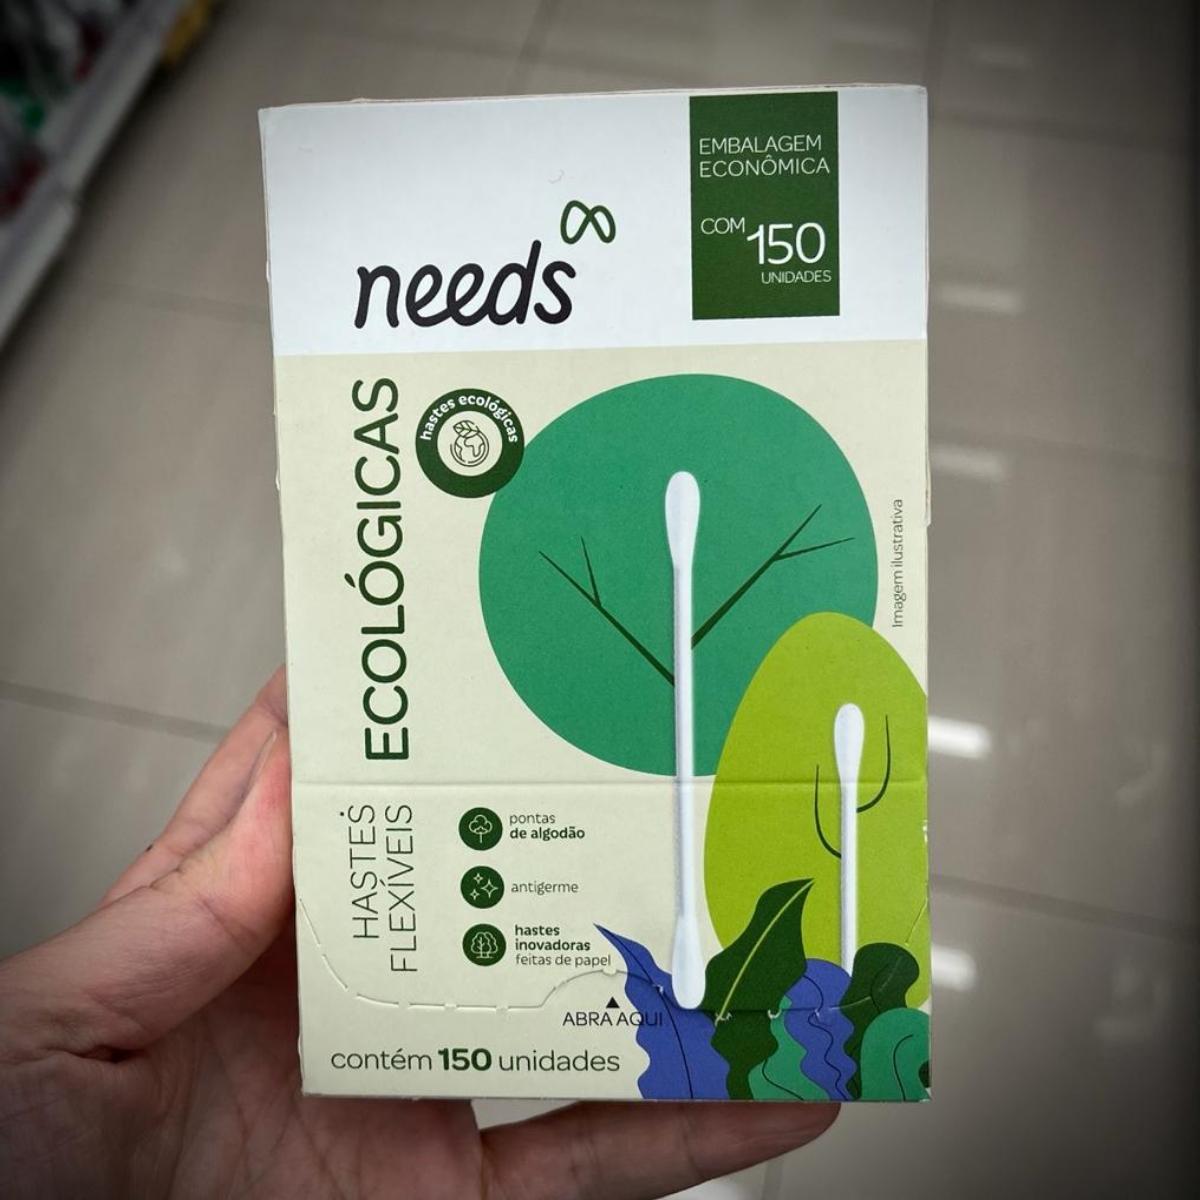 EMBALAGEM
ECONÔMICA
COM 150
UNIDADES
needs
hastes ecológicas
ECOLÓGICAS
HASTES
FLEXÍVEIS
Imagem ilustrativa
pontas
de algodão
antigerme
hastes
inovadoras
feitas de papel
ABRA AQUI
contém 150 unidades